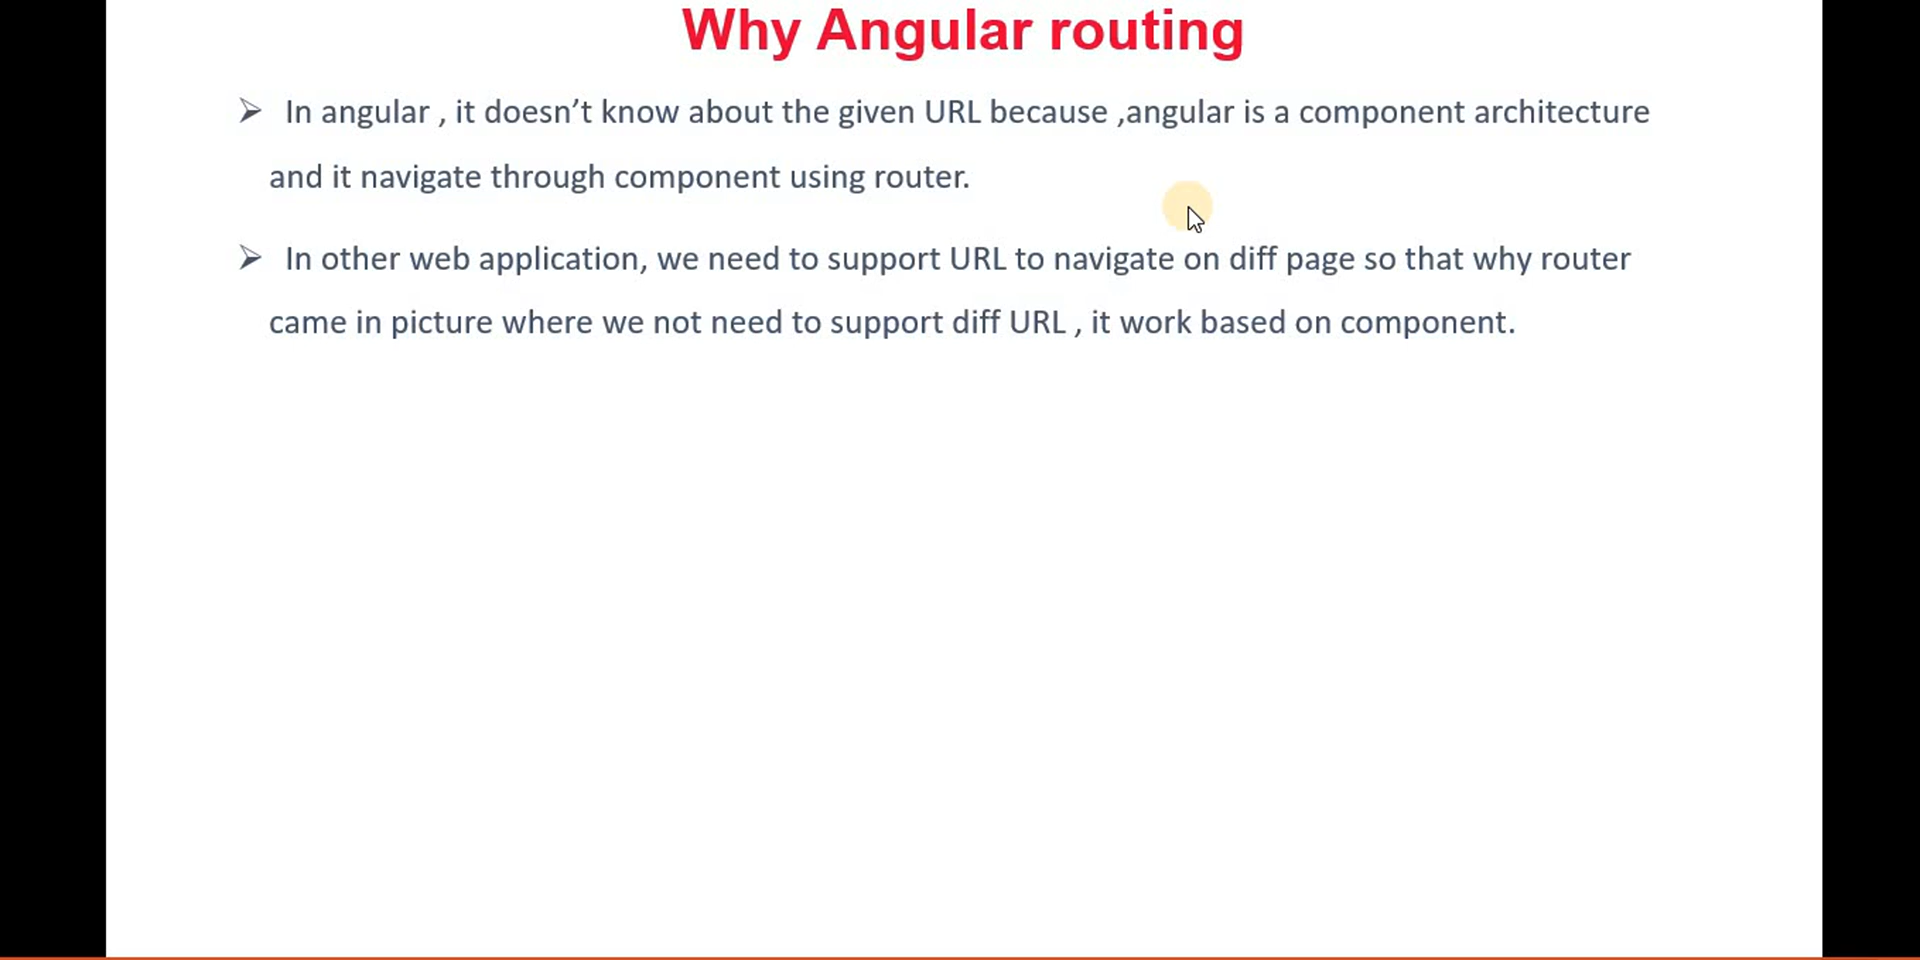 Why Angular routing
➢ In angular , it doesn’t know about the given URL because ,angular is a component architecture
and it navigate through component using router.
➢ In other web application, we need to support URL to navigate on diff page so that why router
came in picture where we not need to support diff URL , it work based on component.